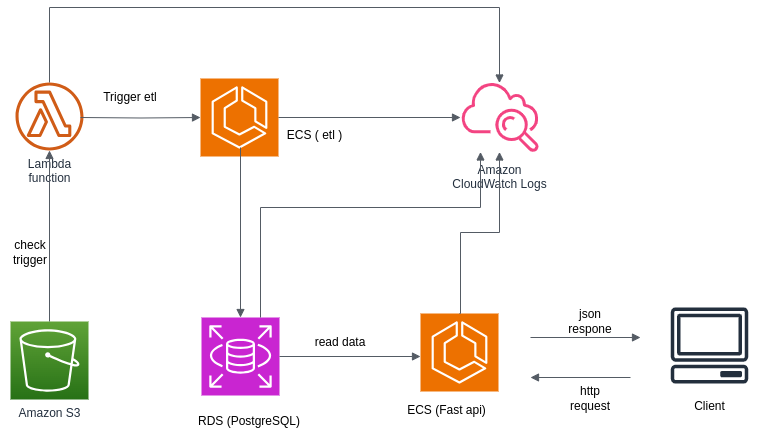 Trigger etl
ECS ( etl )
Lambda
function
Amazon
CloudWatch Logs
check
trigger
json
respone
read data
http
request
Amazon S3
RDS (PostgreSQL)
ECS (Fast api)
Client